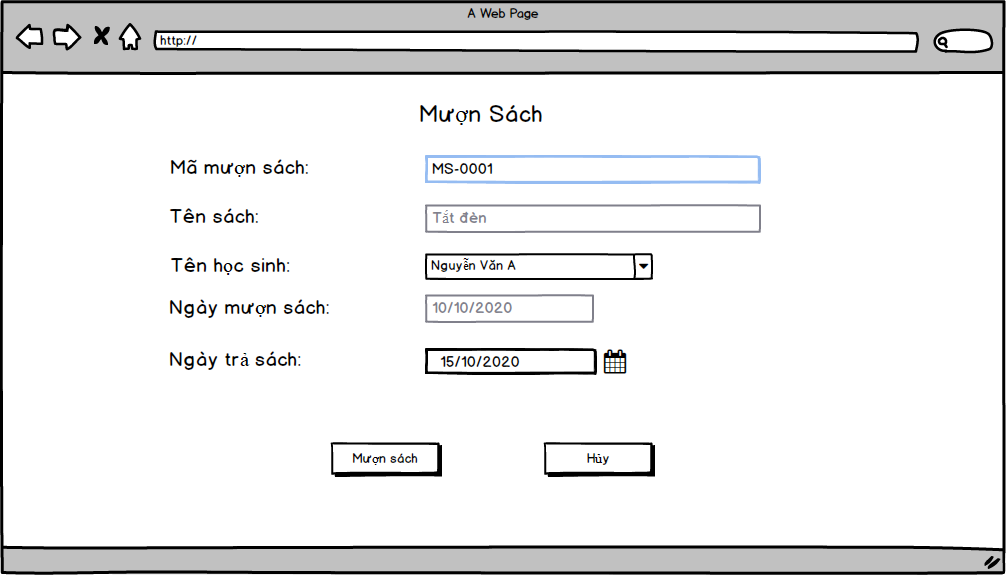 A Web Page
http://
Mượn Sách
Mã mượn sách: MS-0001
Tên sách: Tắt đèn
Tên học sinh: Nguyễn Văn A
Ngày mượn sách: 10/10/2020
Ngày trả sách: 15/10/2020
Mượn sách Hủy